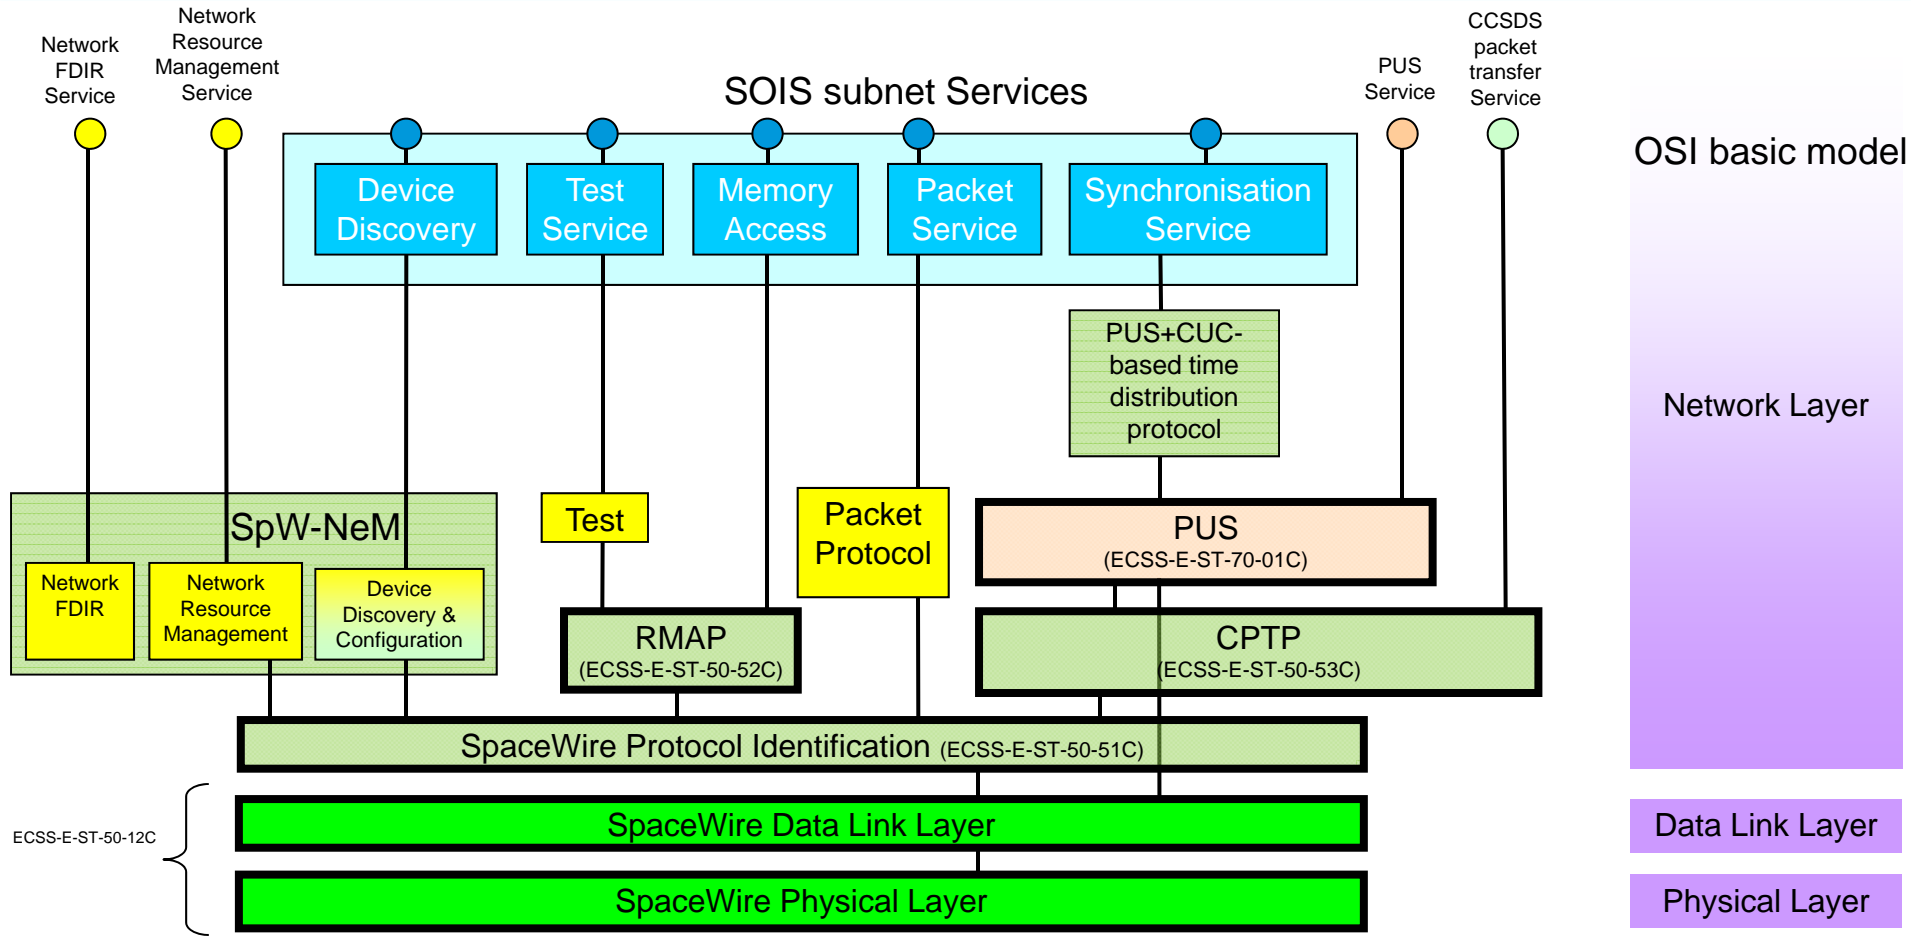 Network
FDIR
Service
Network
Resource
Management
Service
SOIS subnet Services
PUS
Service
CCSDS
packet
transfer
Service
OSI basic model
Device
Discovery
Test
Service
Memory
Access
Packet
Service
Synchronisation
Service
PUS+CUC-
based time
distribution
protocol
Network Layer
SpW-NeM
Network
FDIR
Network
Resource
Management
Device
Discovery &
Configuration
Test
Packet
Protocol
PUS
(ECSS-E-ST-70-01C)
RMAP
(ECSS-E-ST-50-52C)
CPTP
(ECSS-E-ST-50-53C)
SpaceWire Protocol Identification (ECSS-E-ST-50-51C)
ECSS-E-ST-50-12C
SpaceWire Data Link Layer
Data Link Layer
SpaceWire Physical Layer
Physical Layer